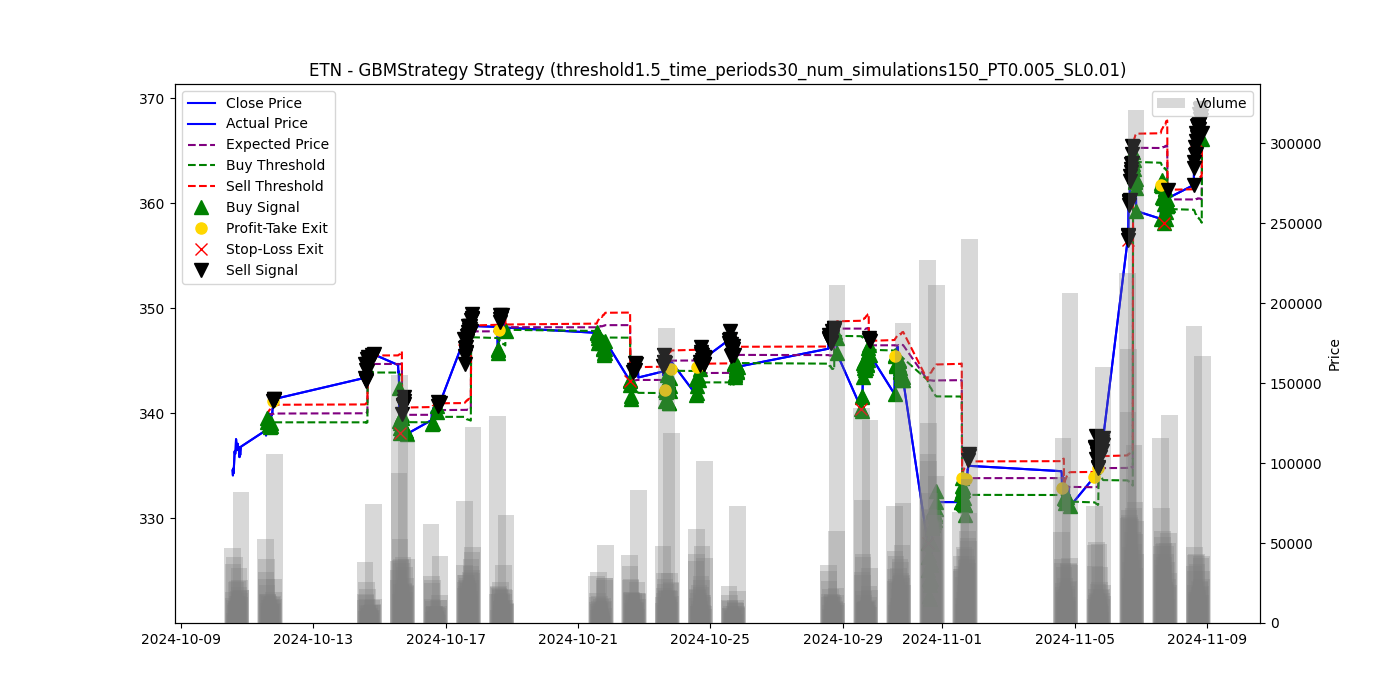 ETN - GBMStrategy Strategy (threshold1.5_time_periods30_num_simulations150_PT0.005_SL0.01)
Close Price
Actual Price
Expected Price
Buy Threshold
Sell Threshold
Buy Signal
Profit-Take Exit
Stop-Loss Exit
Sell Signal
Volume
370
360
350
340
330
300000
250000
200000
150000
100000
50000
0
Price
2024-10-09
2024-10-13
2024-10-17
2024-10-21
2024-10-25
2024-10-29
2024-11-01
2024-11-05
2024-11-09